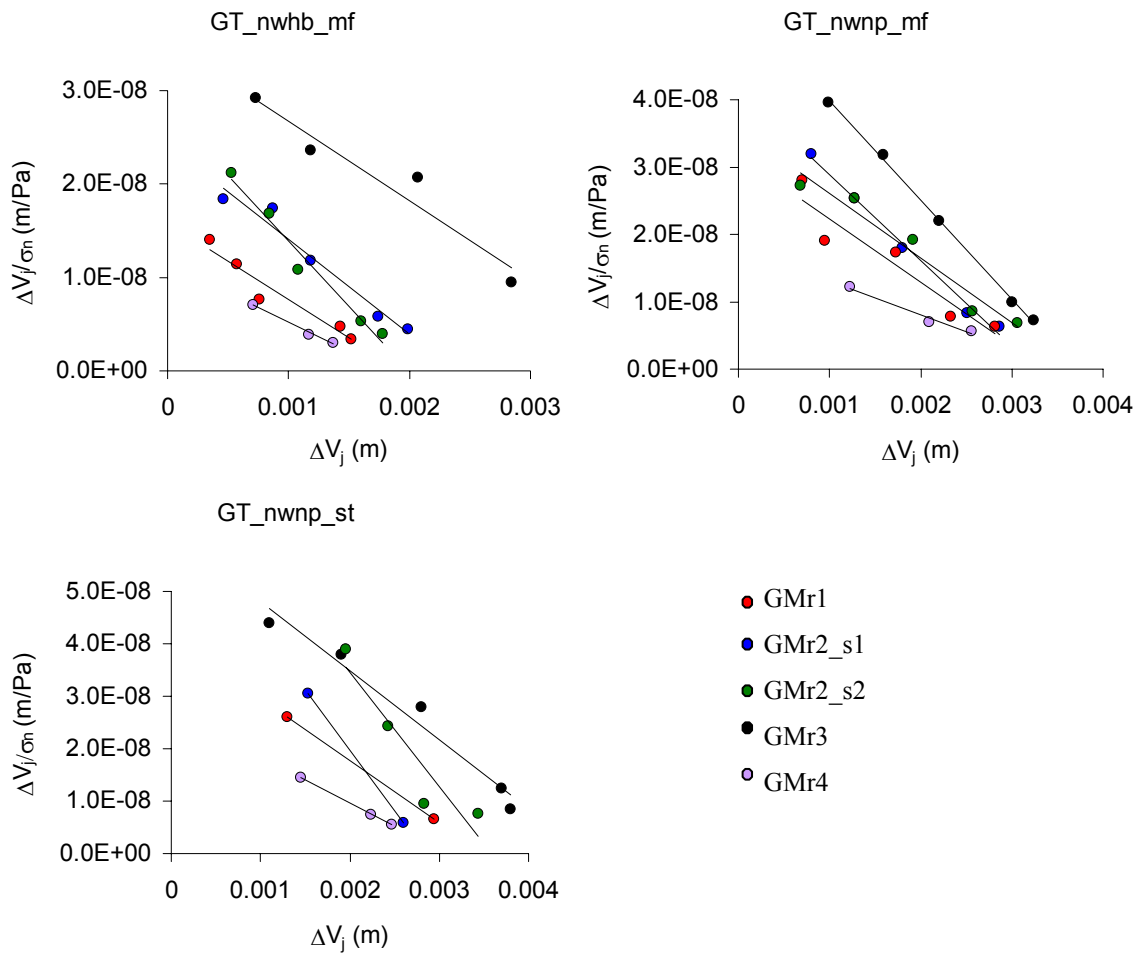 GT_nwhb_mf
3.0E-08
2.0E-08
1.0E-08
0.0E+00
ΔVj/σn (m/Pa)
0 0.001 0.002 0.003
ΔVj (m)
GT_nwnp_mf
4.0E-08
3.0E-08
2.0E-08
1.0E-08
0.0E+00
ΔVj/σn (m/Pa)
0 0.001 0.002 0.003 0.004
ΔVj (m)
GT_nwnp_st
5.0E-08
4.0E-08
3.0E-08
2.0E-08
1.0E-08
0.0E+00
ΔVj/σn (m/Pa)
0 0.001 0.002 0.003 0.004
ΔVj (m)
GMr1
GMr2_s1
GMr2_s2
GMr3
GMr4